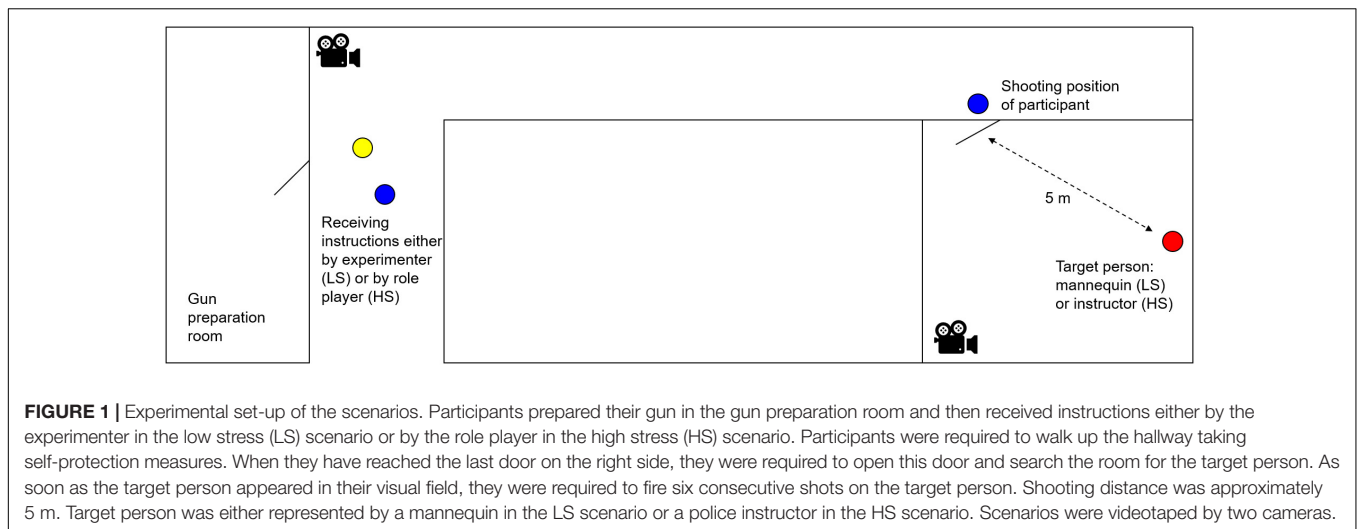 Shooting position
of participant
5 m
Receiving
instructions either
by experimenter
(LS) or by role
player (HS)
Target person:
mannequin (LS)
or instructor (HS)
Gun
preparation
room
FIGURE 1 | Experimental set-up of the scenarios. Participants prepared their gun in the gun preparation room and then received instructions either by the
experimenter in the low stress (LS) scenario or by the role player in the high stress (HS) scenario. Participants were required to walk up the hallway taking
self-protection measures. When they have reached the last door on the right side, they were required to open this door and search the room for the target person. As
soon as the target person appeared in their visual field, they were required to fire six consecutive shots on the target person. Shooting distance was approximately
5 m. Target person was either represented by a mannequin in the LS scenario or a police instructor in the HS scenario. Scenarios were videotaped by two cameras.